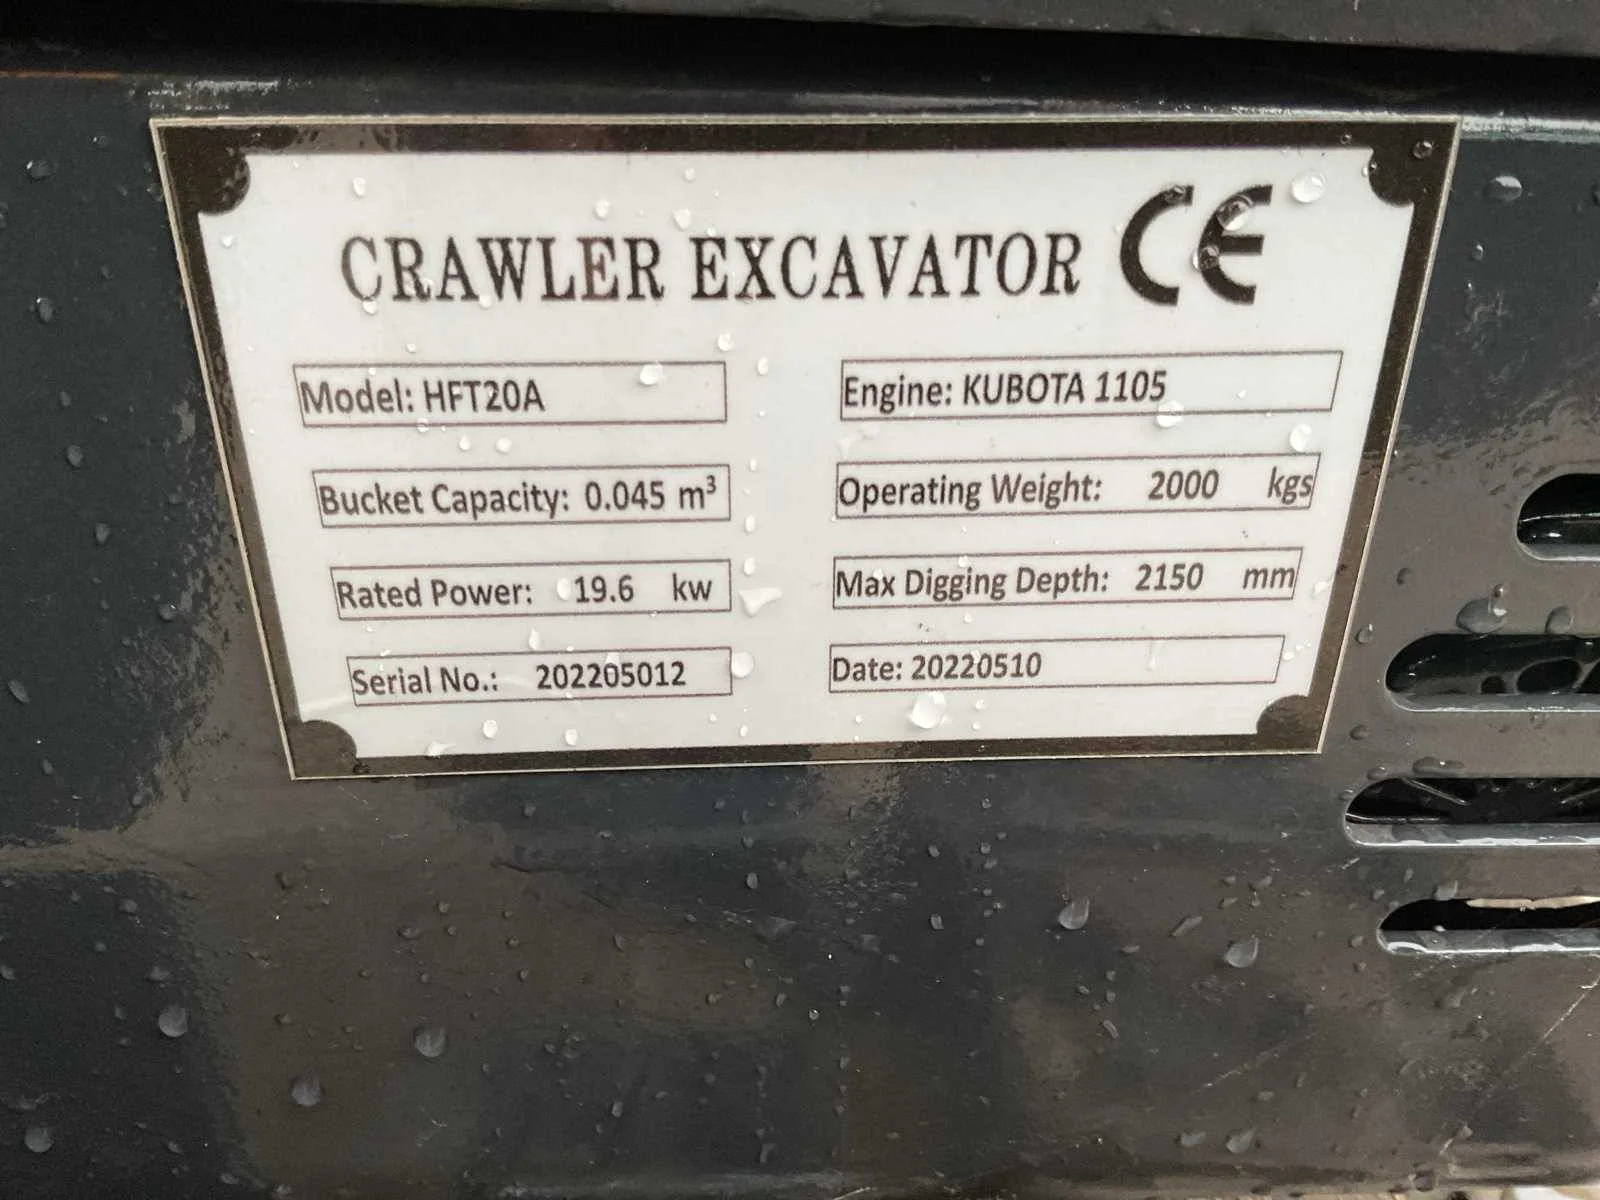 CRAWLER EXCAVATOR CE
Model: HFT20A
Engine: KUBOTA 1105
Bucket Capacity: 0.045 m³
Operating Weight: 2000 kgs
Rated Power: 19.6 kw
Max Digging Depth: 2150 mm
Serial No.: 202205012
Date: 20220510